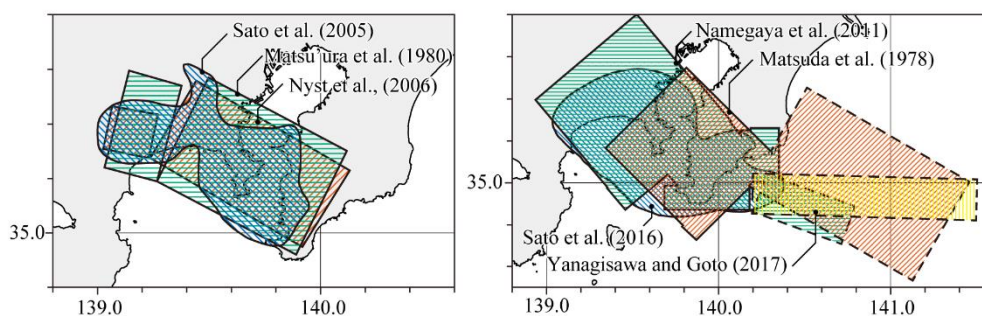 Sato et al. (2005)
Matsu'ura et al. (1980)
Nyst et al., (2006)
35.0
139.0
140.0
Namegaya et al. (2011)
Matsuda et al. (1978)
35.0
Sato et al. (2016)
Yanagisawa and Goto (2017)
139.0
140.0
141.0